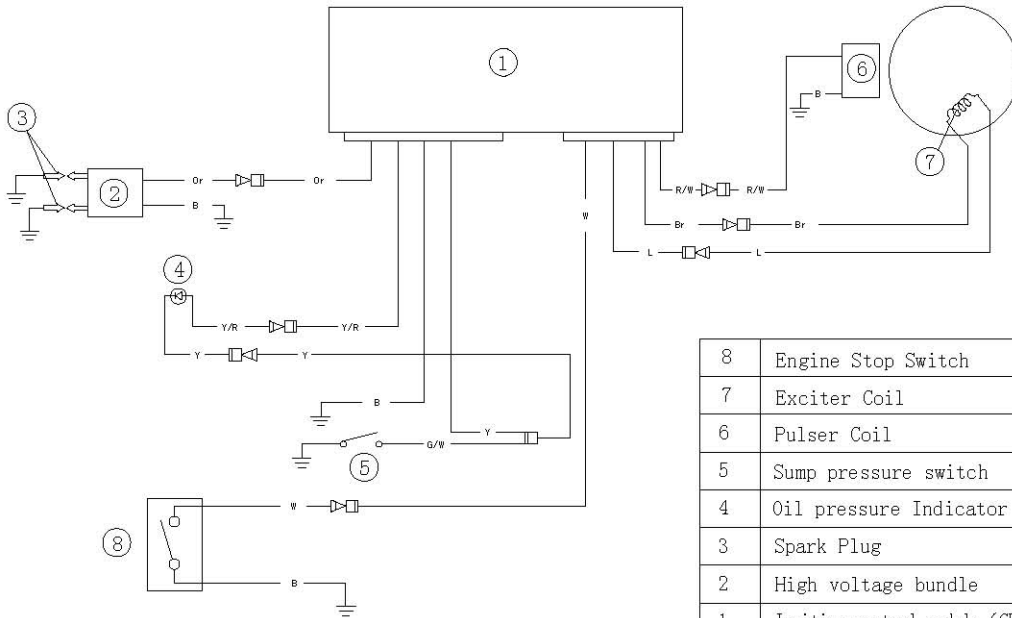 1
6
3
7
2
Or
Or
B
B
R/W
R/W
W
Br
Br
L
L
4
Y/R
Y/R
Y
Y
B
Y
G/W
5
W
8
B
8 Engine Stop Switch
7 Exciter Coil
6 Pulser Coil
5 Sump pressure switch
4 Oil pressure Indicator
3 Spark Plug
2 High voltage bundle